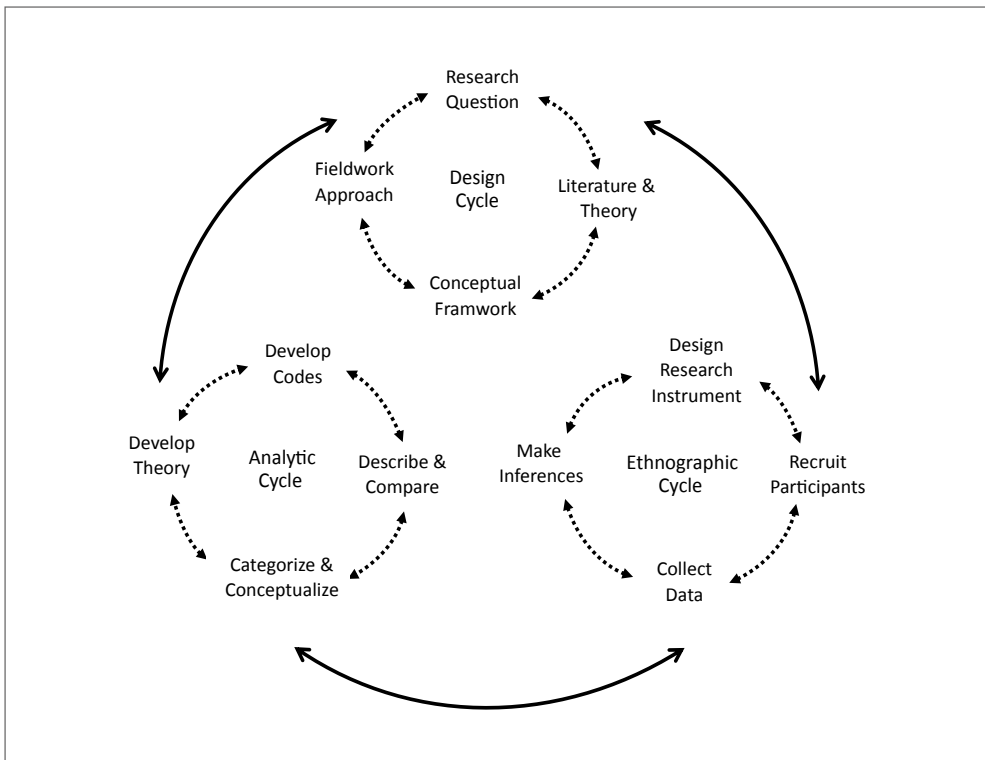 Research
Question
Fieldwork
Approach
Design
Cycle
Literature &
Theory
Conceptual
Framwork
Develop
Codes
Develop
Theory
Analytic
Cycle
Describe &
Compare
Categorize &
Conceptualize
Design
Research
Instrument
Make
Inferences
Ethnographic
Cycle
Recruit
Participants
Collect
Data